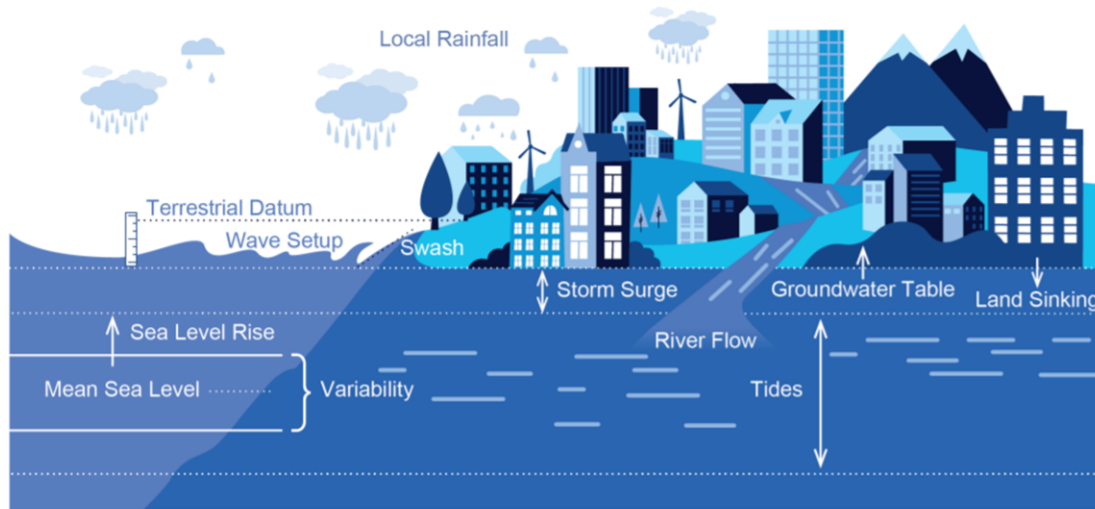 Local Rainfall
Terrestrial Datum
Wave Setup
Swash
Storm Surge
Groundwater Table
Land Sinking
Sea Level Rise
River Flow
Mean Sea Level
Variability
Tides